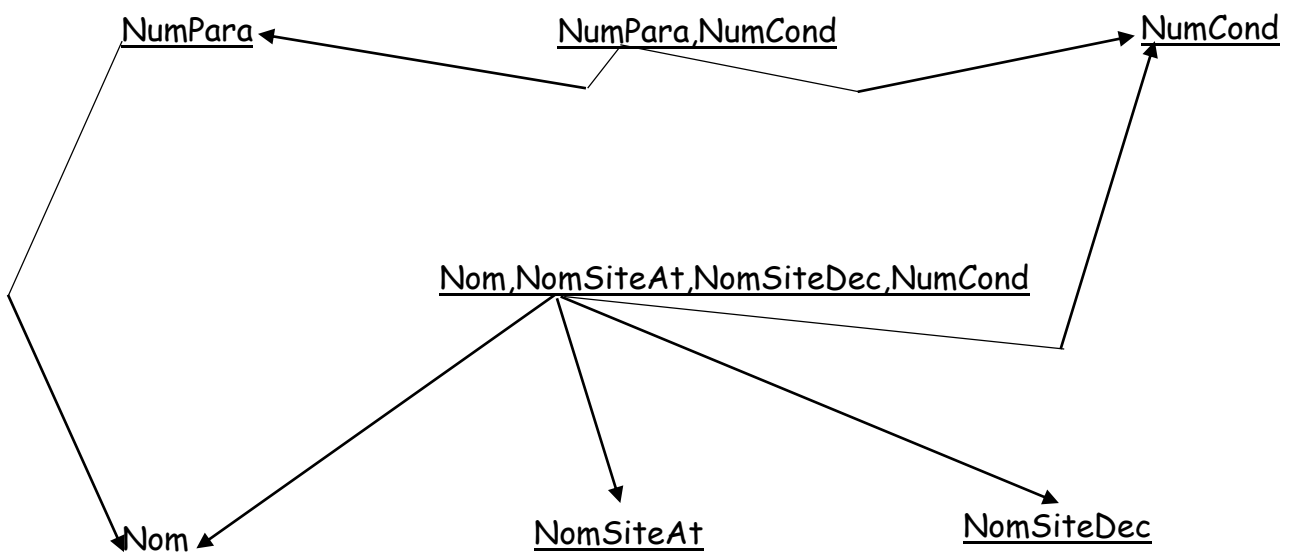 NumPara
NumPara,NumCond
NumCond
Nom,NomSiteAt,NomSiteDec,NumCond
Nom
NomSiteAt
NomSiteDec